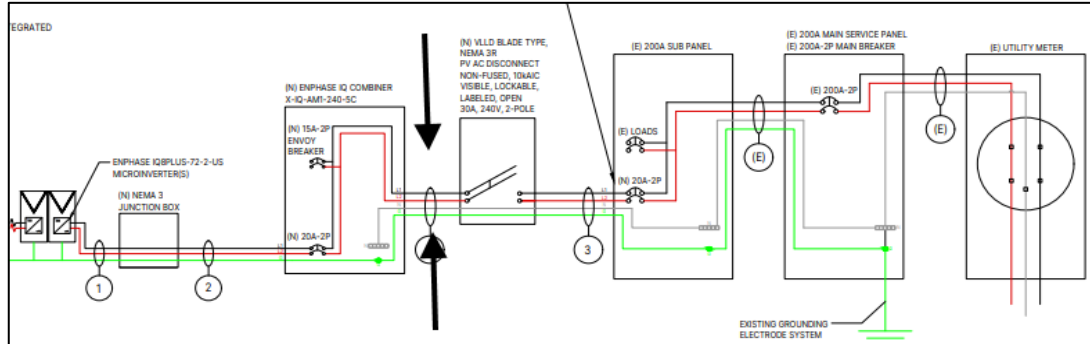 EGRATED
ENPHASE IQ8PLUS-72-2-US
MICROINVERTER(S)
(N) NEMA 3
JUNCTION BOX
1
2
(N) ENPHASE IQ COMBINER
X-IQ-AM1-240-5C
(N) 15A-2P
ENVOY
BREAKER
(N) 20A-2P
(N) VLLD BLADE TYPE,
NEMA 3R
PV AC DISCONNECT
NON-FUSED, 10kAIC
VISIBLE, LOCKABLE,
LABELED, OPEN
30A, 240V, 2-POLE
3
(E) 200A SUB PANEL
(E) LOADS
(N) 20A-2P
(E)
(E) 200A MAIN SERVICE PANEL
(E) 200A-2P MAIN BREAKER
(E) 200A-2P
(E)
(E) UTILITY METER
EXISTING GROUNDING
ELECTRODE SYSTEM